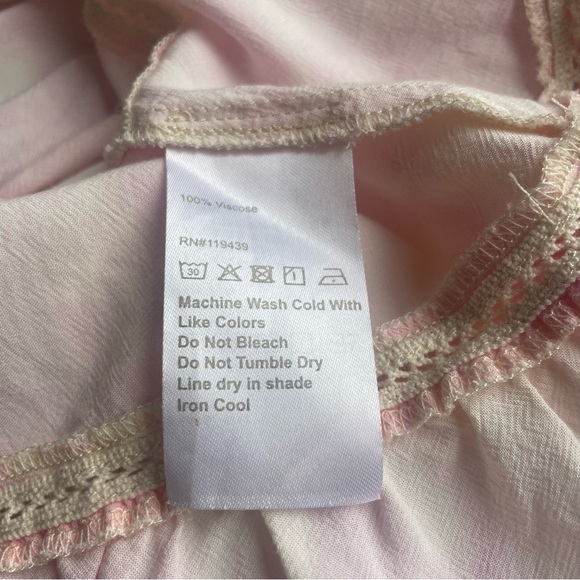 100% Viscose
RN#119439
30
Machine Wash Cold With
Like Colors
Do Not Bleach
Do Not Tumble Dry
Line dry in shade
Iron Cool